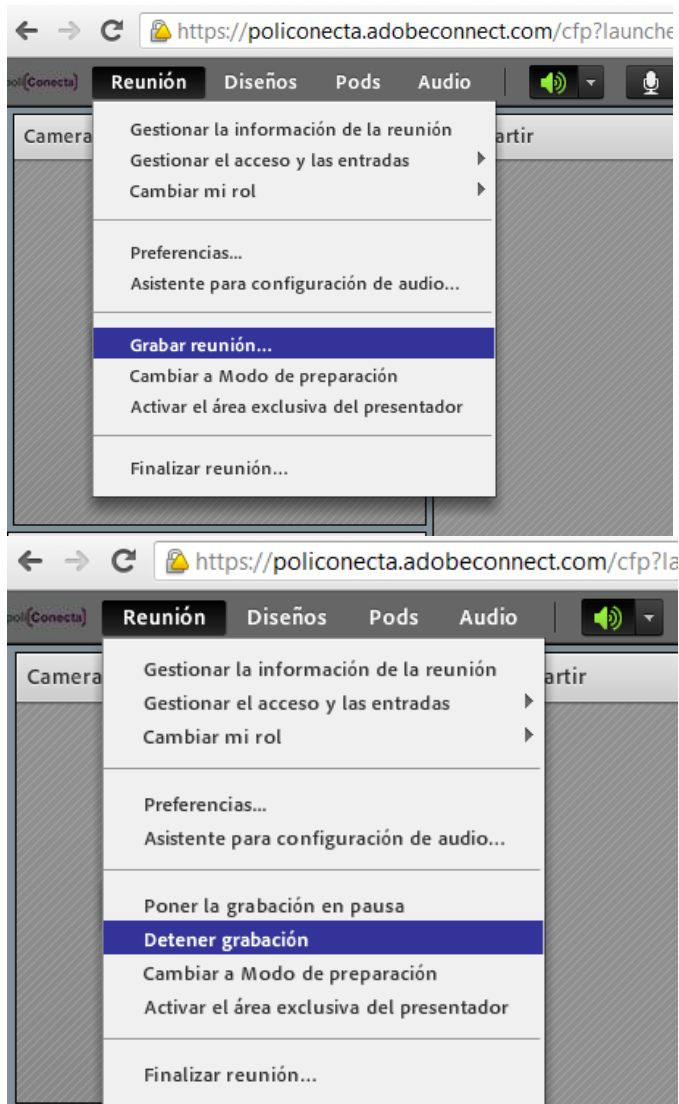 https://policonecta.adobeconnect.com/cfp?launche
poli{Conecta} Reunión Diseños Pods Audio
Camera artir
Gestionar la información de la reunión
Gestionar el acceso y las entradas
Cambiar mi rol
Preferencias...
Asistente para configuración de audio...
Grabar reunión...
Cambiar a Modo de preparación
Activar el área exclusiva del presentador
Finalizar reunión...
https://policonecta.adobeconnect.com/cfp?la
poli{Conecta} Reunión Diseños Pods Audio
Camera artir
Gestionar la información de la reunión
Gestionar el acceso y las entradas
Cambiar mi rol
Preferencias...
Asistente para configuración de audio...
Poner la grabación en pausa
Detener grabación
Cambiar a Modo de preparación
Activar el área exclusiva del presentador
Finalizar reunión...